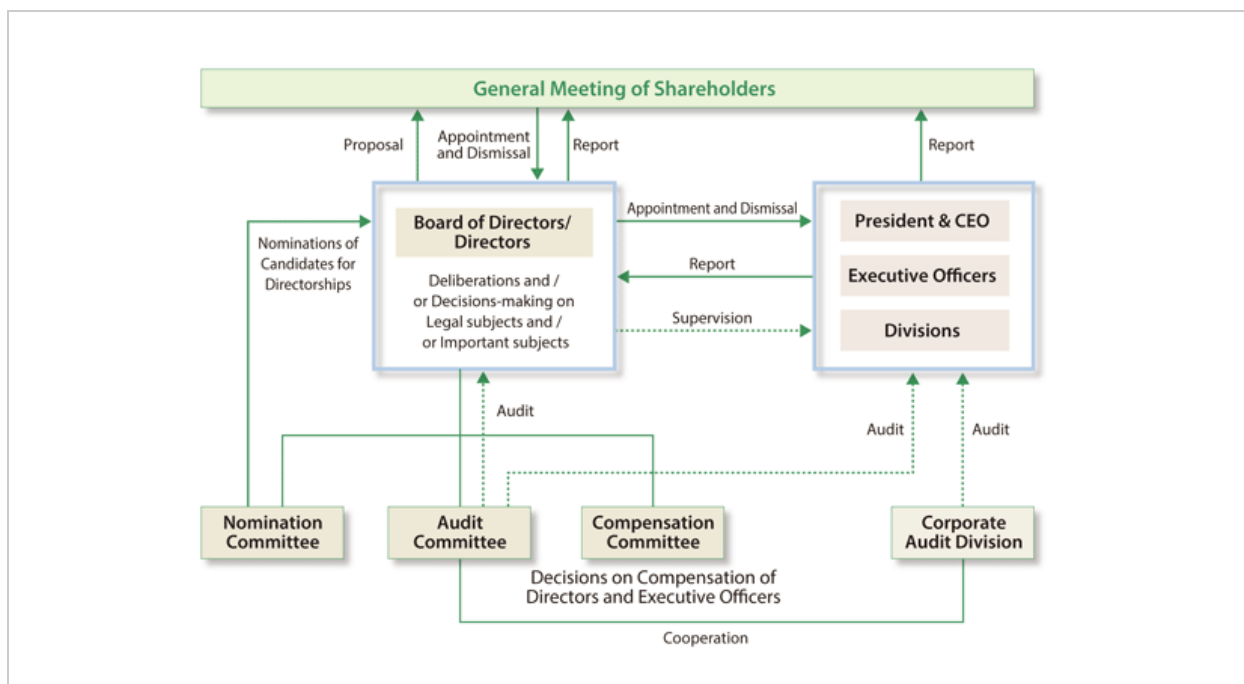 General Meeting of Shareholders
Proposal
Appointment
and Dismissal
Report
Report
Board of Directors/
Directors
Deliberations and /
or Decisions-making on
Legal subjects and /
or Important subjects
Nominations of
Candidates for
Directorships
Appointment and Dismissal
Report
Supervision
President & CEO
Executive Officers
Divisions
Audit
Audit
Audit
Nomination
Committee
Audit
Committee
Compensation
Committee
Corporate
Audit Division
Decisions on Compensation of
Directors and Executive Officers
Cooperation